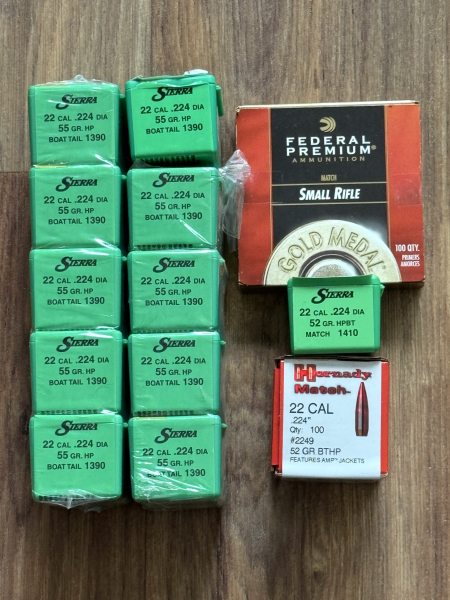 SIERRA
22 CAL .224 DIA
55 GR. HP
BOAT TAIL 1390
SIERRA
22 CAL .224 DIA
55 GR. HP
BOAT TAIL 1390
SIERRA
22 CAL .224 DIA
55 GR. HP
BOAT TAIL 1390
SIERRA
22 CAL .224 DIA
55 GR. HP
BOAT TAIL 1390
SIERRA
22 CAL .224 DIA
55 GR. HP
BOAT TAIL 1390
SIERRA
22 CAL .224 DIA
55 GR. HP
BOAT TAIL 1390
SIERRA
22 CAL .224 DIA
55 GR. HP
BOAT TAIL 1390
SIERRA
22 CAL .224 DIA
55 GR. HP
BOAT TAIL 1390
SIERRA
22 CAL .224 DIA
55 GR. HP
BOAT TAIL 1390
SIERRA
22 CAL .224 DIA
55 GR. HP
BOAT TAIL 1390
FEDERAL
PREMIUM®
AMMUNITION
MATCH
SMALL RIFLE
GOLD MEDAL
100 QTY.
PRIMERS
AMORCES
SIERRA
22 CAL .224 DIA
52 GR. HPBT
MATCH 1410
Hornady
Match™
22 CAL
.224"
Qty: 100
#2249
52 GR BTHP
FEATURES AMP® JACKETS